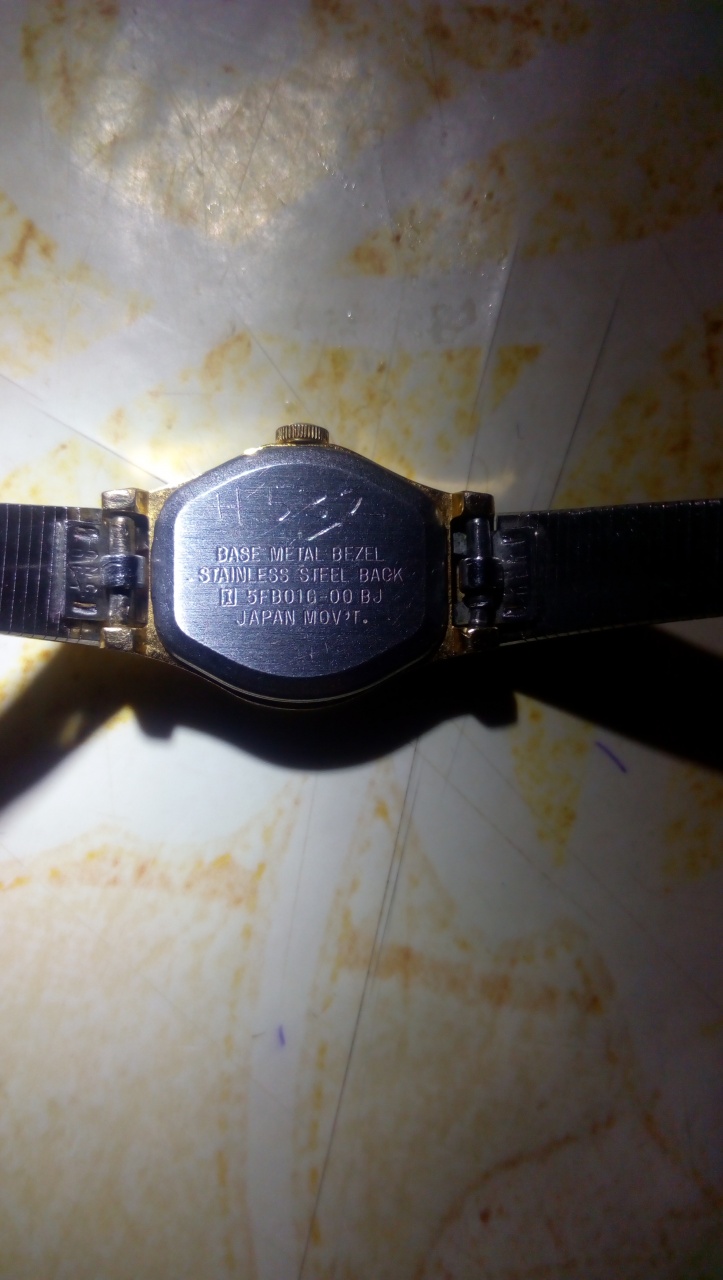 BASE METAL BEZEL
STAINLESS STEEL BACK
I 5FB01G-00 BJ
JAPAN MOV'T.